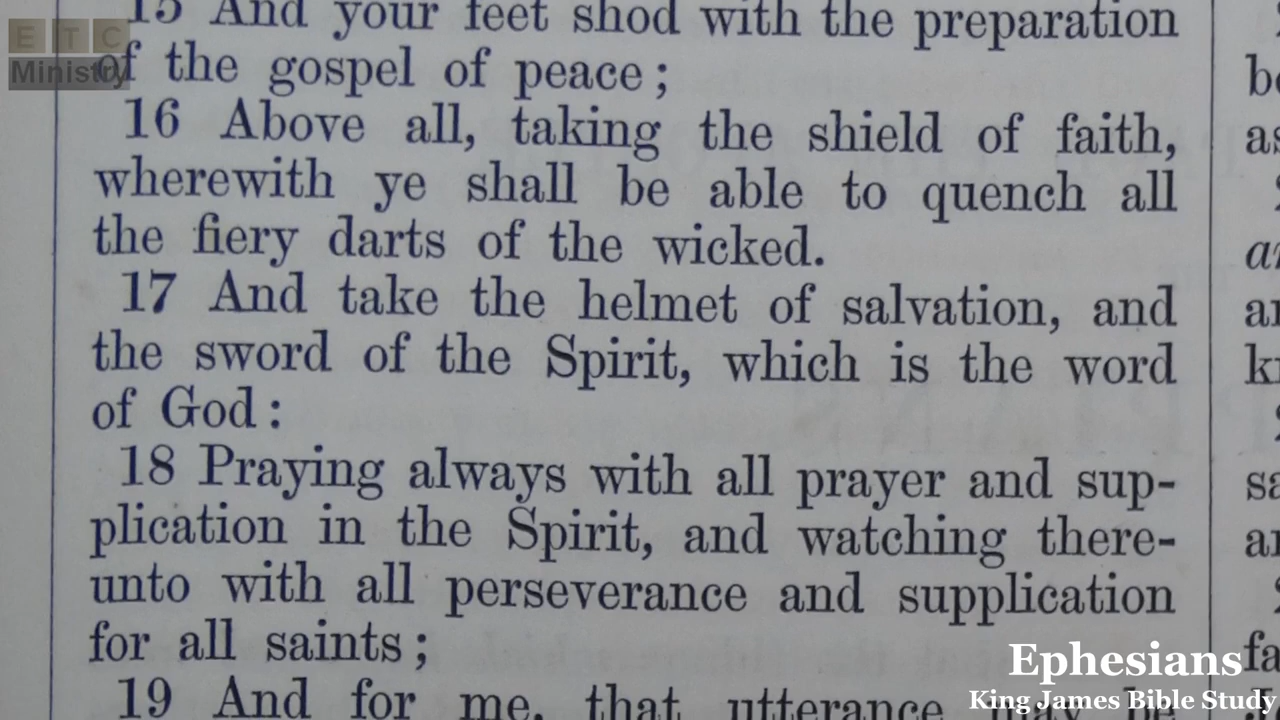 E T C
Ministry
15 And your feet shod with the preparation
of the gospel of peace;
16 Above all, taking the shield of faith,
wherewith ye shall be able to quench all
the fiery darts of the wicked.
17 And take the helmet of salvation, and
the sword of the Spirit, which is the word
of God:
18 Praying always with all prayer and sup-
plication in the Spirit, and watching there-
unto with all perseverance and supplication
for all saints;
19 And for me, that utterance may be
Ephesians
King James Bible Study